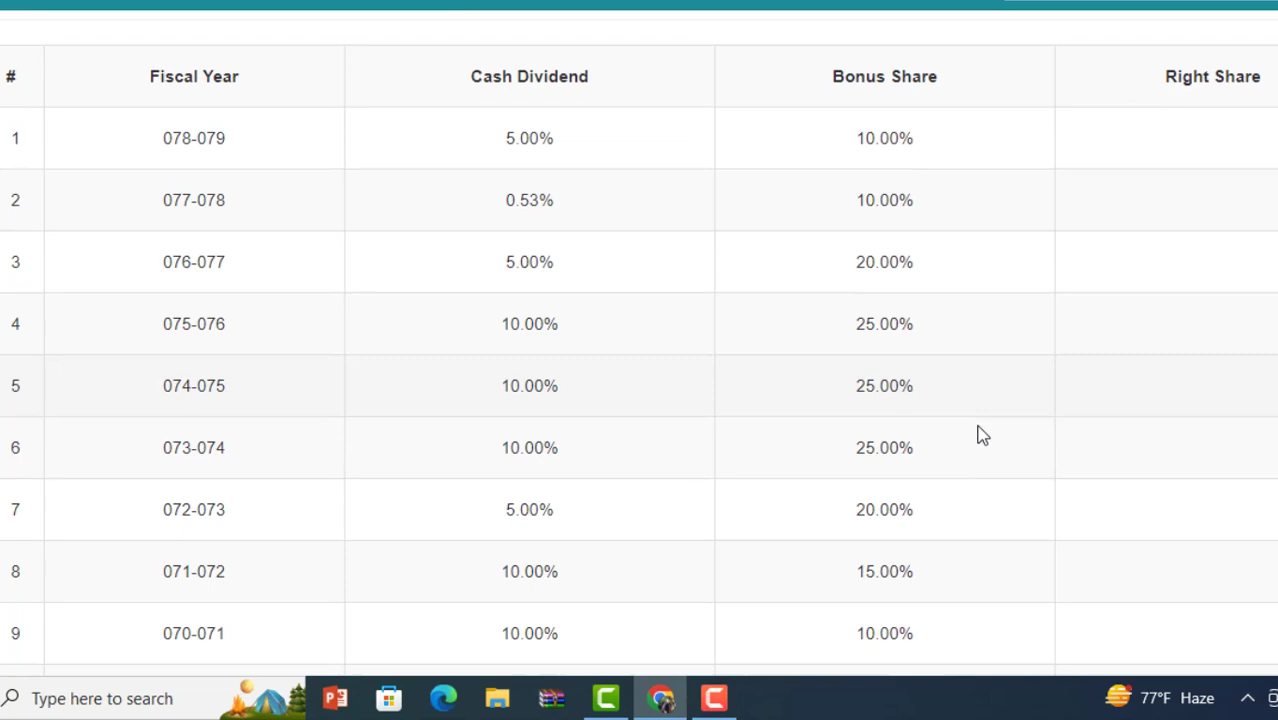 # Fiscal Year Cash Dividend Bonus Share Right Share
1 078-079 5.00% 10.00%
2 077-078 0.53% 10.00%
3 076-077 5.00% 20.00%
4 075-076 10.00% 25.00%
5 074-075 10.00% 25.00%
6 073-074 10.00% 25.00%
7 072-073 5.00% 20.00%
8 071-072 10.00% 15.00%
9 070-071 10.00% 10.00%
Type here to search 77°F Haze